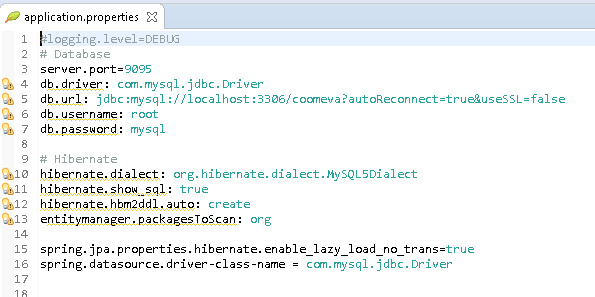 application.properties
1 #logging.level=DEBUG
2 # Database
3 server.port=9095
4 db.driver: com.mysql.jdbc.Driver
5 db.url: jdbc:mysql://localhost:3306/coomeva?autoReconnect=true&useSSL=false
6 db.username: root
7 db.password: mysql
8
9 # Hibernate
10 hibernate.dialect: org.hibernate.dialect.MySQL5Dialect
11 hibernate.show_sql: true
12 hibernate.hbm2ddl.auto: create
13 entitymanager.packagesToScan: org
14
15 spring.jpa.properties.hibernate.enable_lazy_load_no_trans=true
16 spring.datasource.driver-class-name = com.mysql.jdbc.Driver
17
18